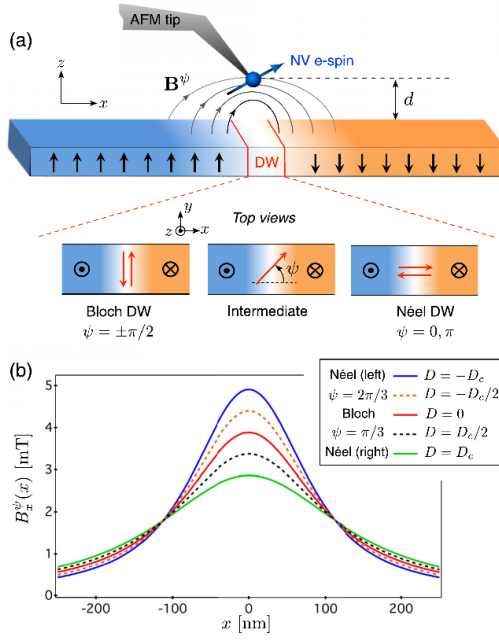 (a)
AFM tip
NV e-spin
B^ψ
z
x
d
DW
y
z x
Top views
ψ
Bloch DW
ψ = ±π/2
Intermediate
Néel DW
ψ = 0, π
(b)
Néel (left) D = −D_c
ψ = 2π/3 D = −D_c/2
Bloch D = 0
ψ = π/3 D = D_c/2
Néel (right) D = D_c
B_x^ψ(x) [mT]
5
4
3
2
1
0
-200 -100 0 100 200
x [nm]